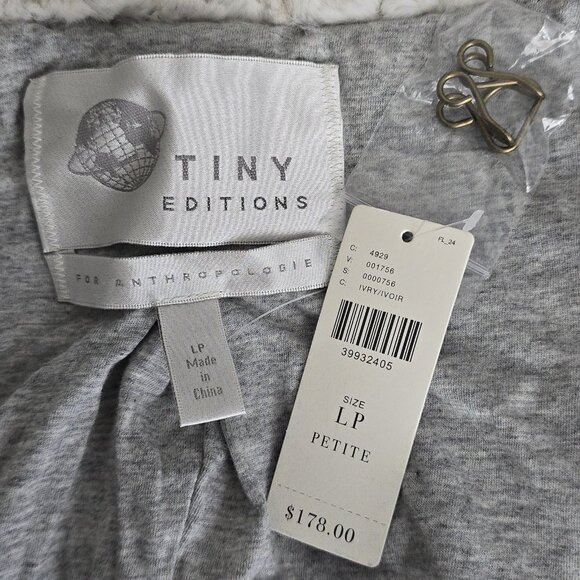 TINY
EDITIONS
FOR ANTHROPOLOGIE
LP
Made
in
China
FL_24
C: 4929
V: 001756
S: 0000756
C: IVRY/IVOIR
39932405
SIZE
LP
PETITE
$178.00